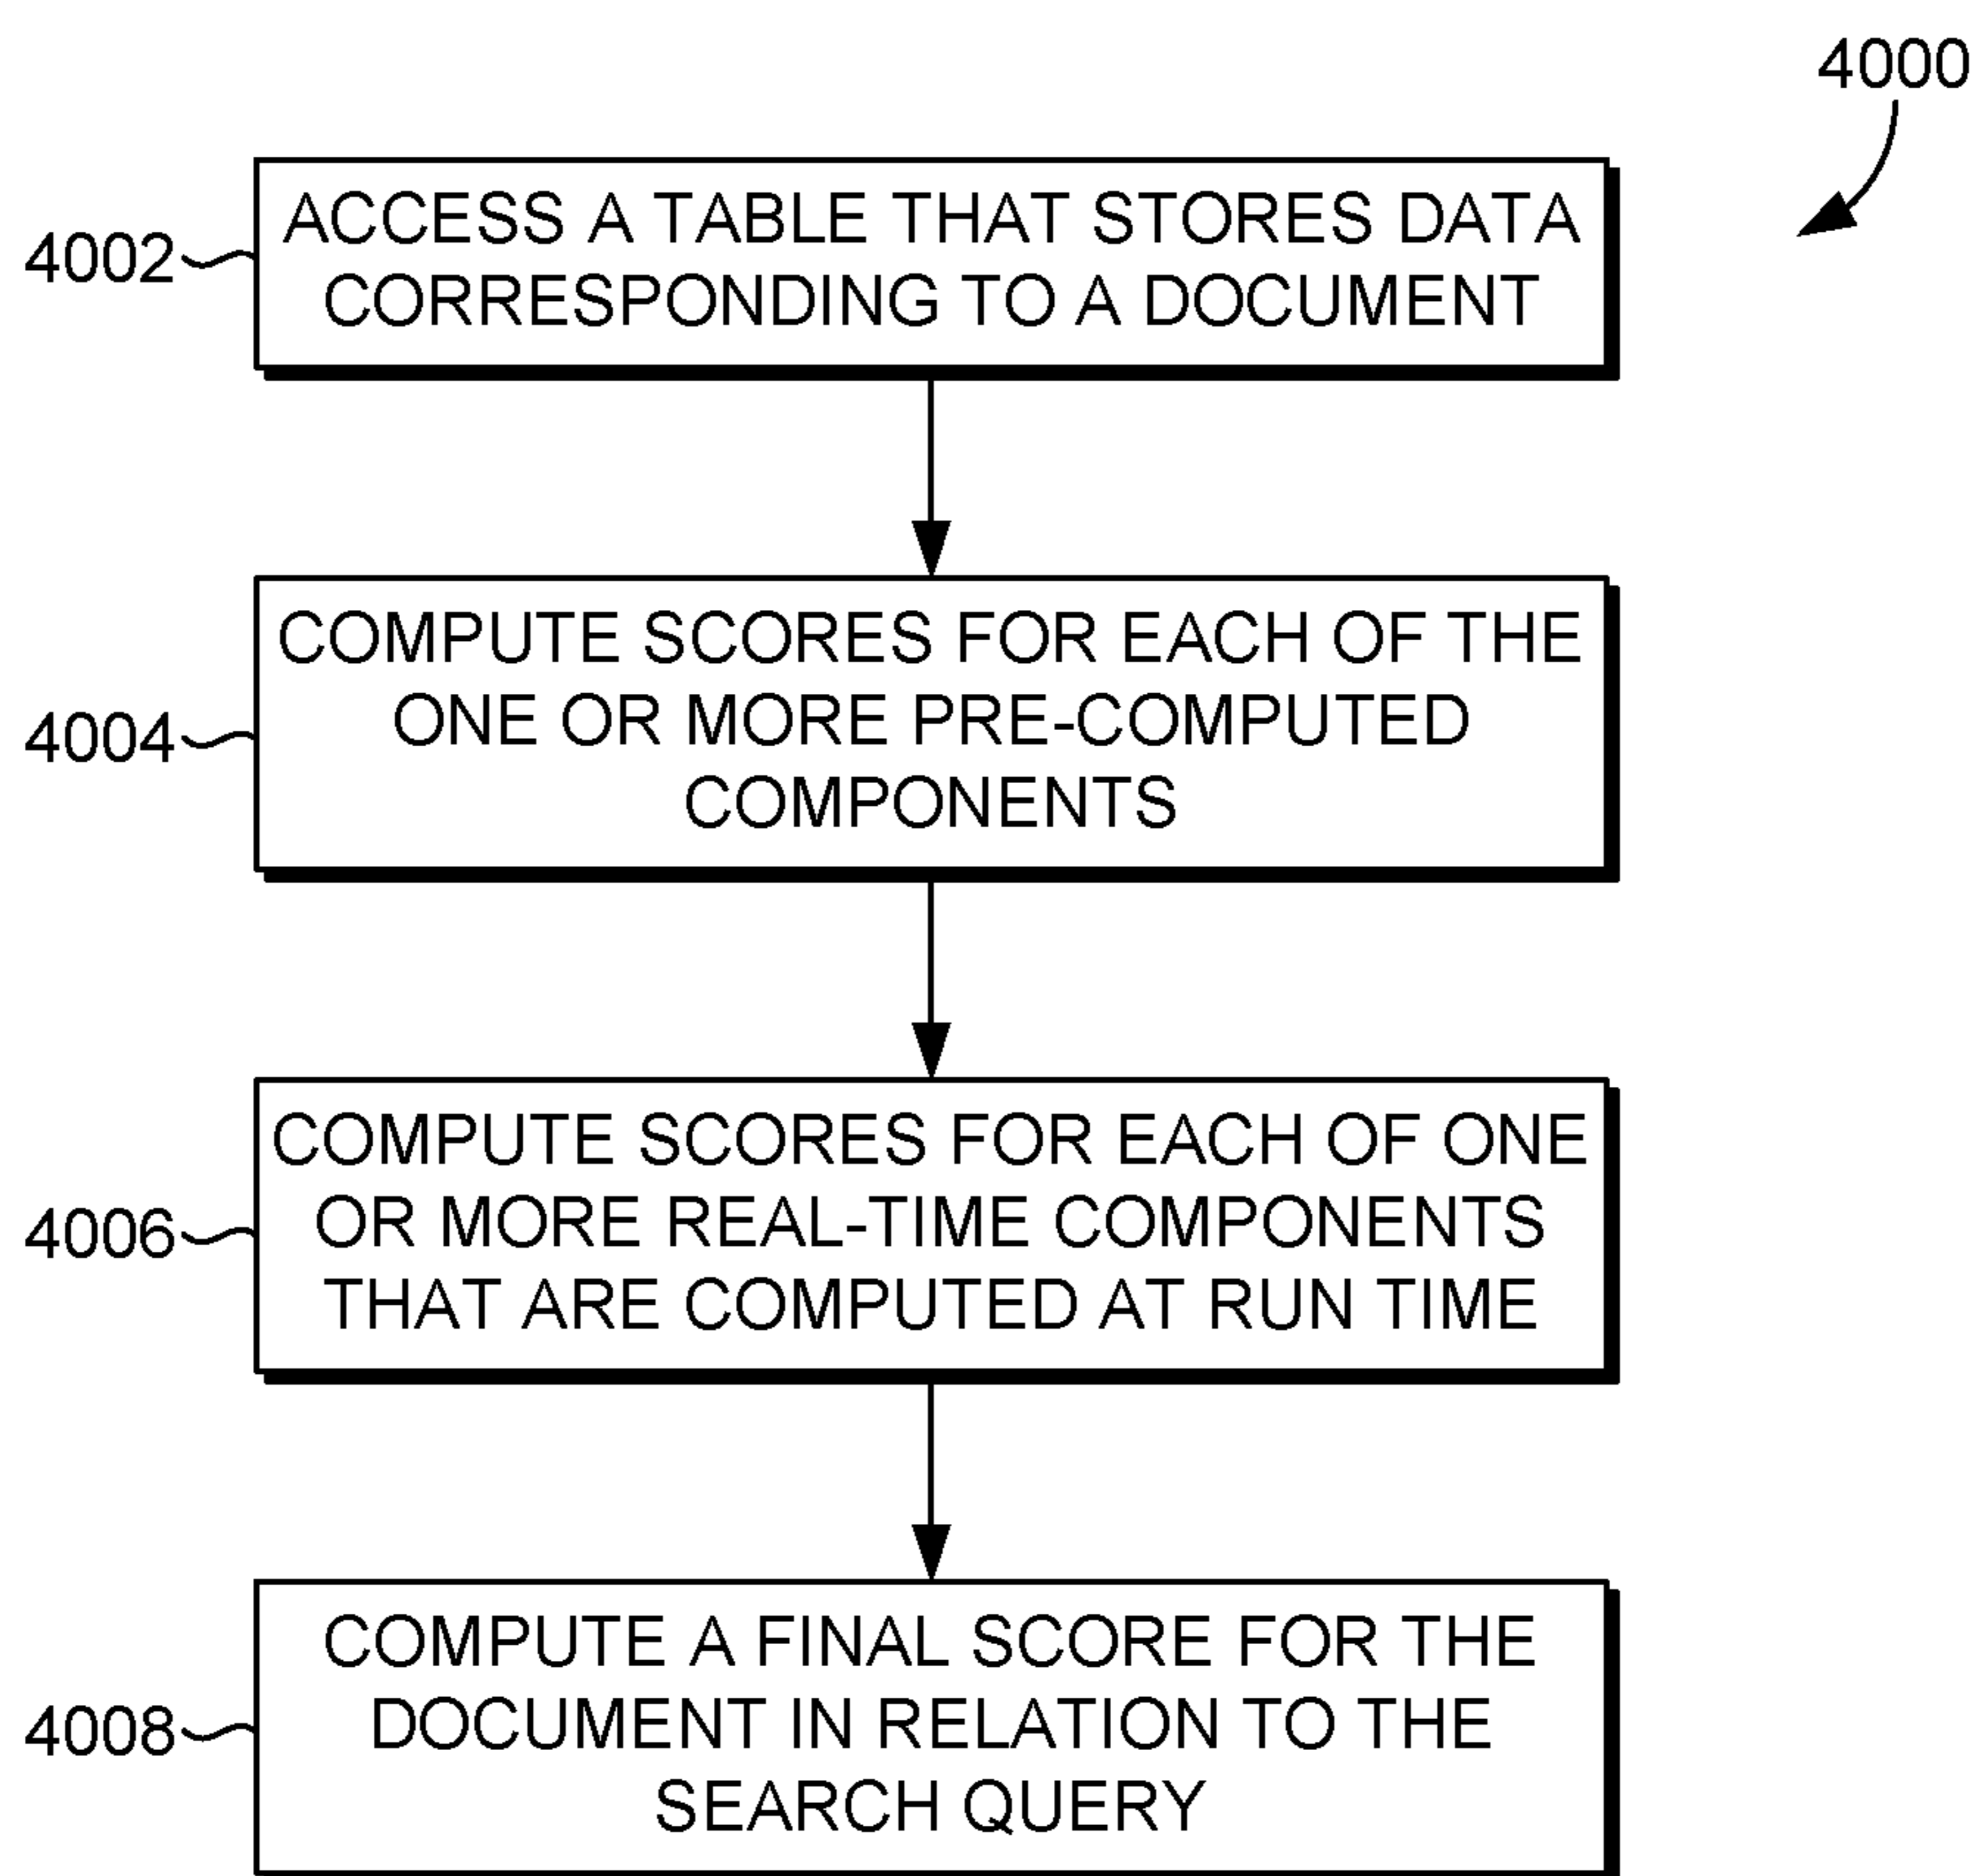 4000
4002
ACCESS A TABLE THAT STORES DATA
CORRESPONDING TO A DOCUMENT
4004
COMPUTE SCORES FOR EACH OF THE
ONE OR MORE PRE-COMPUTED
COMPONENTS
4006
COMPUTE SCORES FOR EACH OF ONE
OR MORE REAL-TIME COMPONENTS
THAT ARE COMPUTED AT RUN TIME
4008
COMPUTE A FINAL SCORE FOR THE
DOCUMENT IN RELATION TO THE
SEARCH QUERY